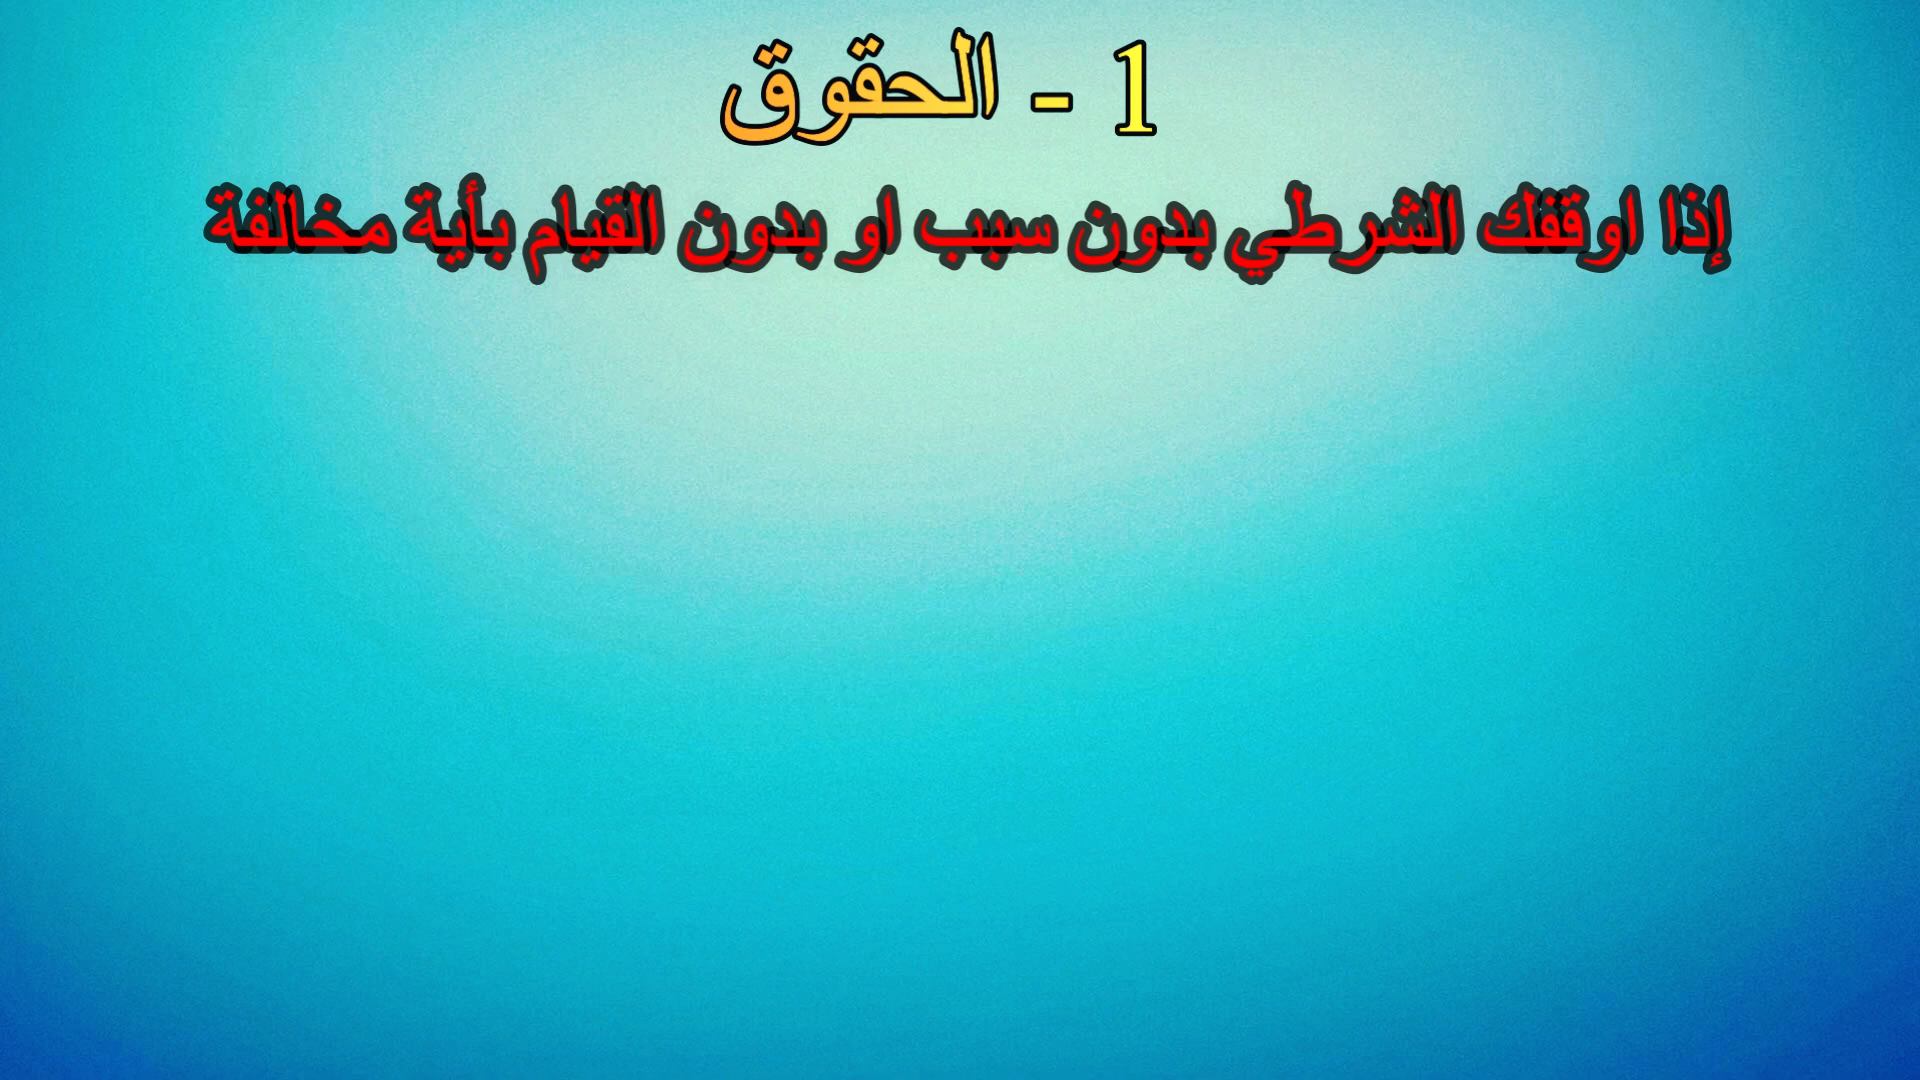 1 - الحقوق
إذا اوقفك الشرطي بدون سبب او بدون القيام بأية مخالفة